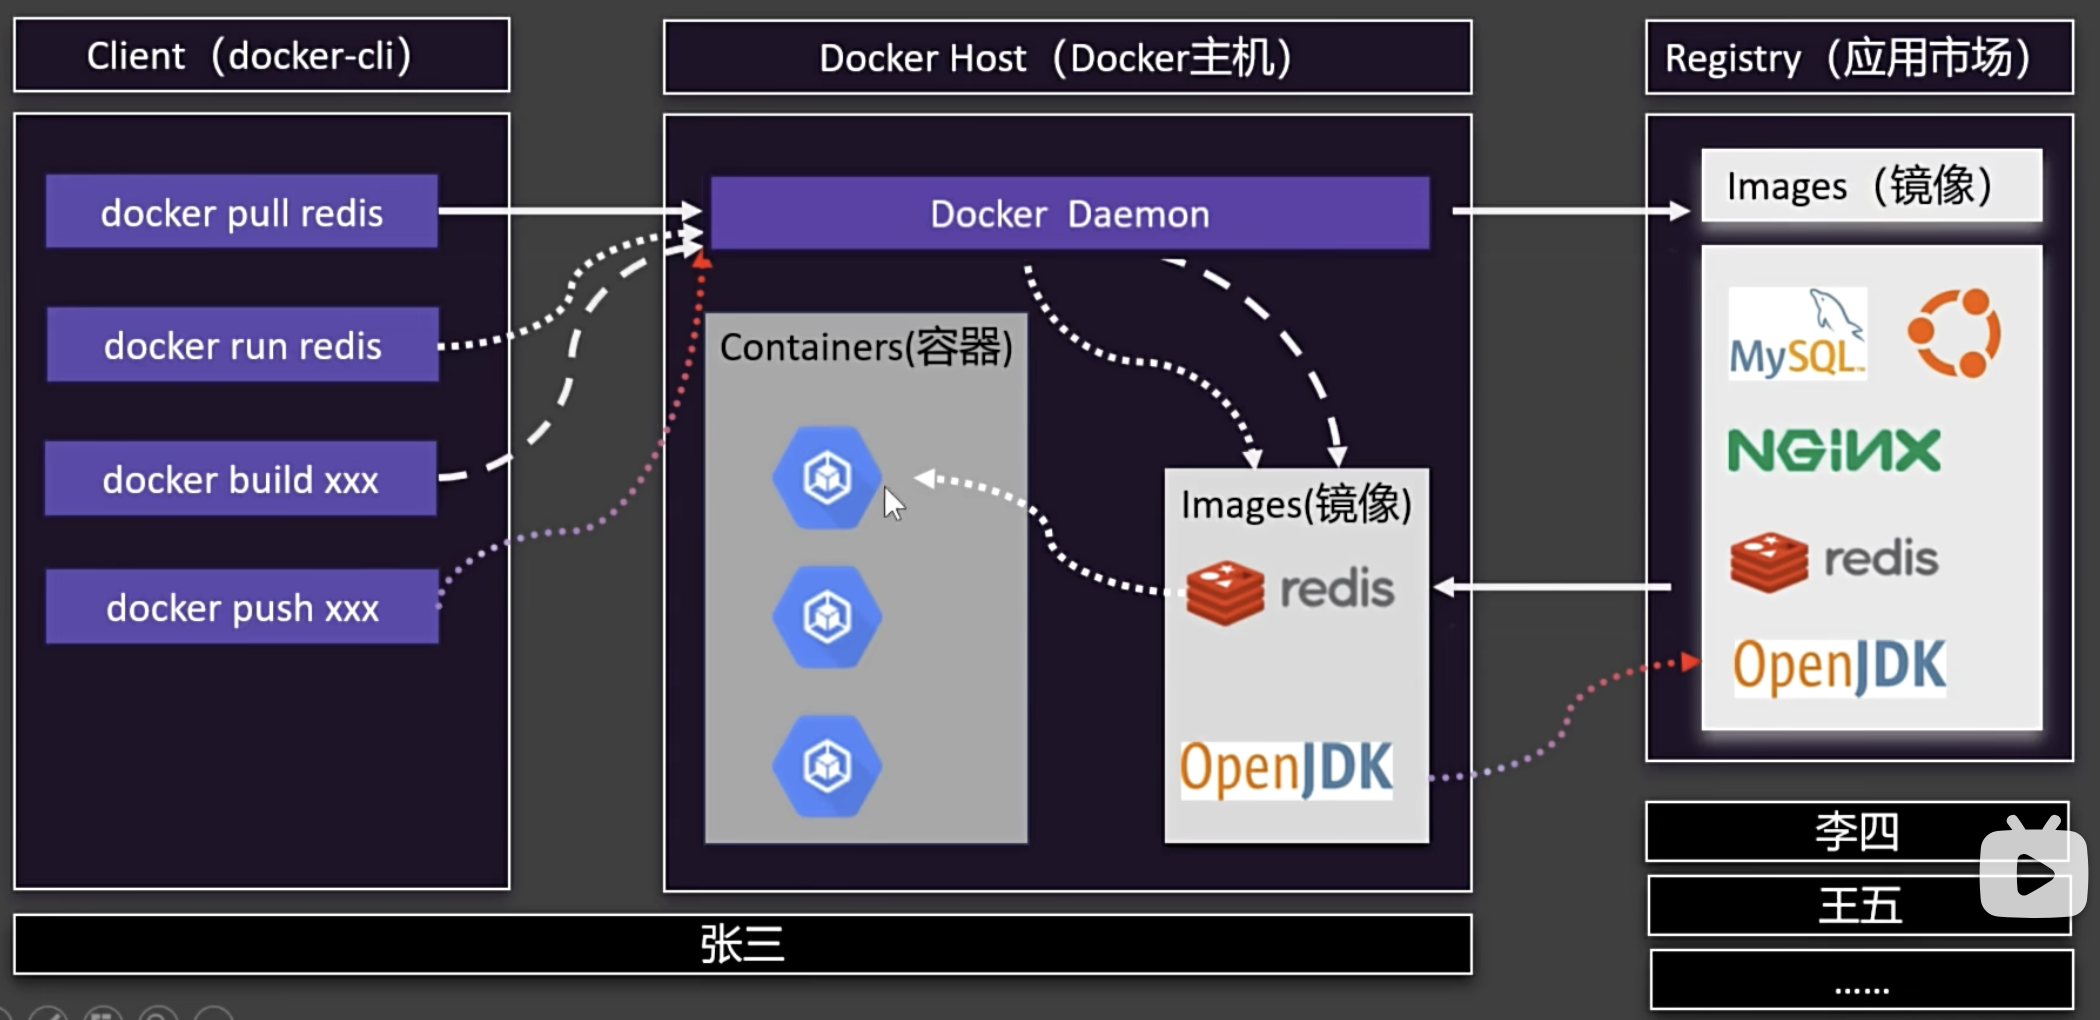 Client（docker-cli）
docker pull redis
docker run redis
docker build xxx
docker push xxx
Docker Host（Docker主机）
Docker Daemon
Containers(容器)
Images(镜像)
redis
OpenJDK
Registry（应用市场）
Images（镜像）
MySQL™
NGINX
redis
OpenJDK
张三
李四
王五
......